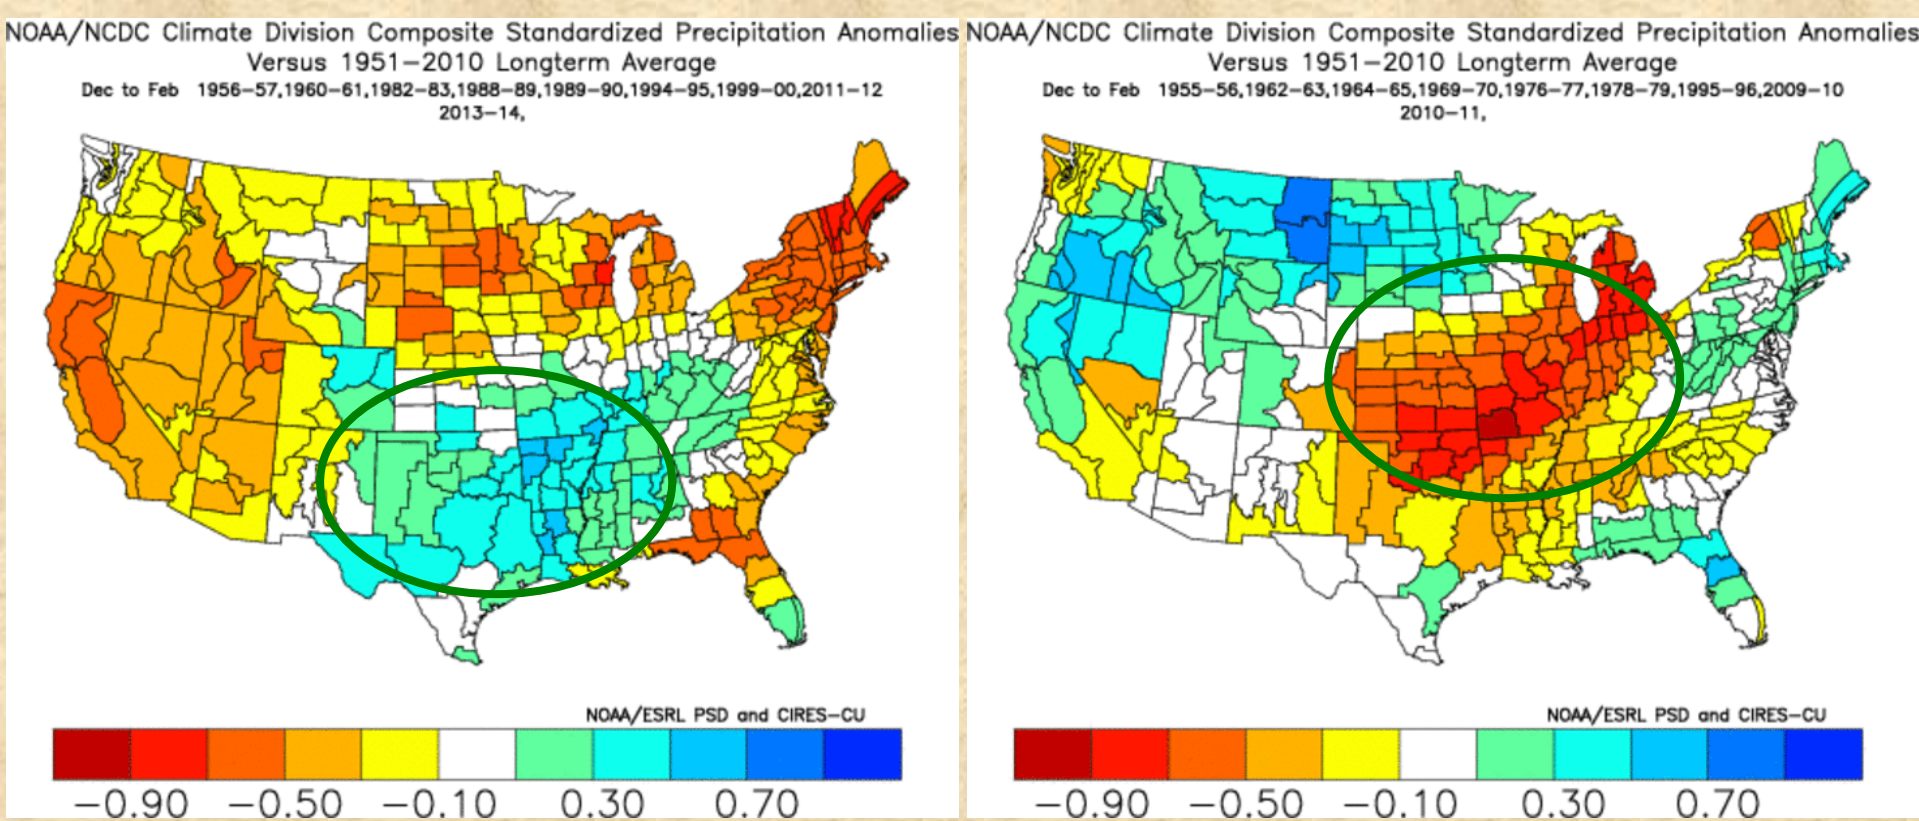 NOAA/NCDC Climate Division Composite Standardized Precipitation Anomalies
Versus 1951−2010 Longterm Average
Dec to Feb 1956−57,1960−61,1982−83,1988−89,1989−90,1994−95,1999−00,2011−12
2013−14,
NOAA/ESRL PSD and CIRES−CU
−0.90 −0.50 −0.10 0.30 0.70
NOAA/NCDC Climate Division Composite Standardized Precipitation Anomalies
Versus 1951−2010 Longterm Average
Dec to Feb 1955−56,1962−63,1964−65,1969−70,1976−77,1978−79,1995−96,2009−10
2010−11,
NOAA/ESRL PSD and CIRES−CU
−0.90 −0.50 −0.10 0.30 0.70